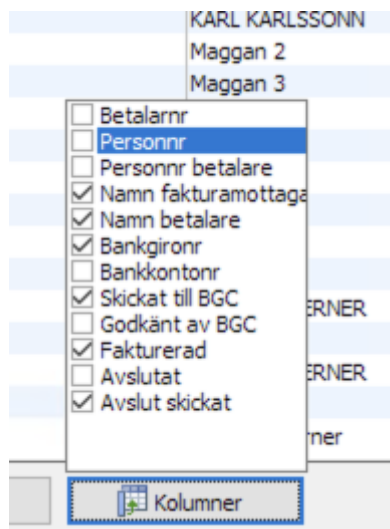 KARL KARLSSONN
Maggan 2
Maggan 3
Betalarnr
Personnr
Personnr betalare
Namn fakturamottaga
Namn betalare
Bankgironr
Bankkontonr
Skickat till BGC
ERNER
Godkänt av BGC
Fakturerad
Avslutat
ERNER
Avslut skickat
rner
Kolumner